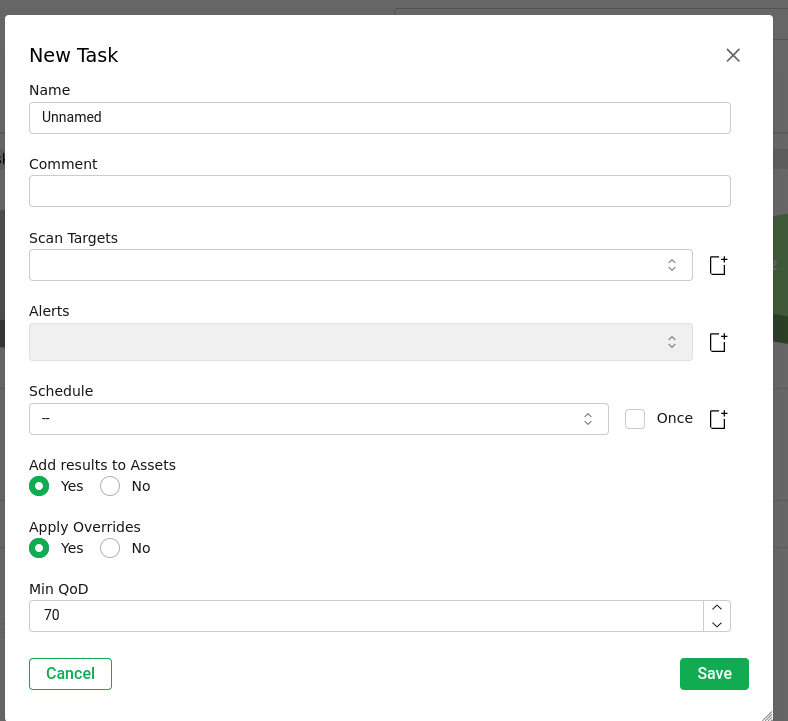 New Task
Name
Unnamed
Comment
Scan Targets
Alerts
Schedule
--
Once
Add results to Assets
Yes No
Apply Overrides
Yes No
Min QoD
70
Cancel Save